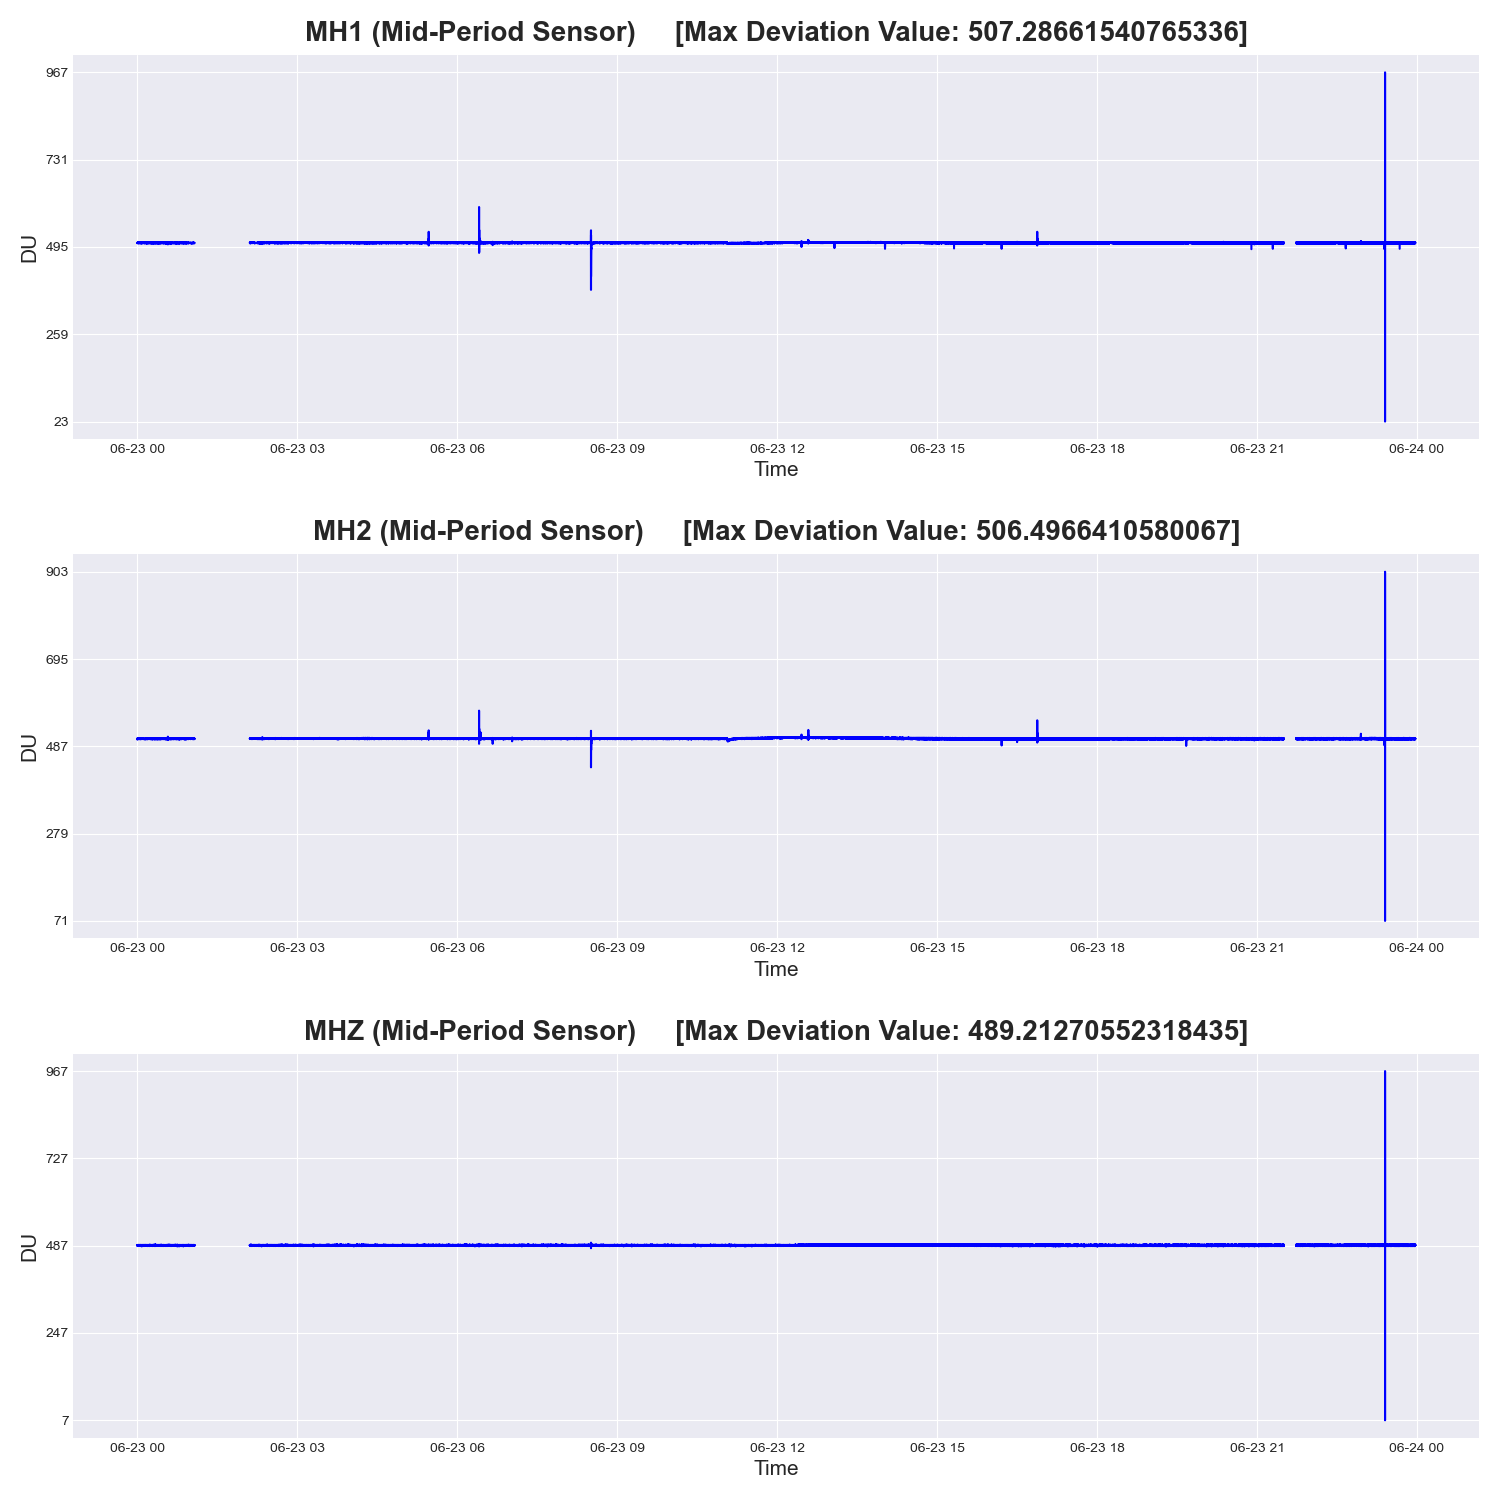 MH1 (Mid-Period Sensor) [Max Deviation Value: 507.28661540765336]
967
731
495
259
23
DU
06-23 00 06-23 03 06-23 06 06-23 09 06-23 12 06-23 15 06-23 18 06-23 21 06-24 00
Time
MH2 (Mid-Period Sensor) [Max Deviation Value: 506.4966410580067]
903
695
487
279
71
DU
06-23 00 06-23 03 06-23 06 06-23 09 06-23 12 06-23 15 06-23 18 06-23 21 06-24 00
Time
MHZ (Mid-Period Sensor) [Max Deviation Value: 489.21270552318435]
967
727
487
247
7
DU
06-23 00 06-23 03 06-23 06 06-23 09 06-23 12 06-23 15 06-23 18 06-23 21 06-24 00
Time